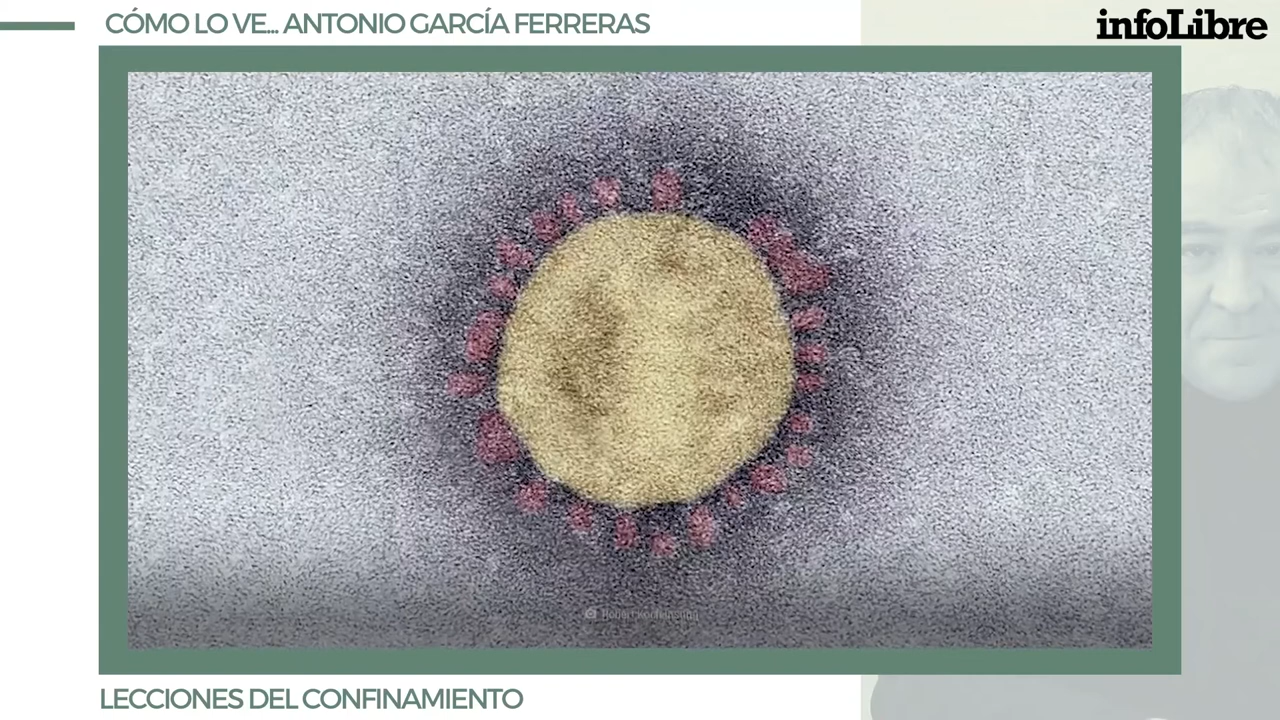 CÓMO LO VE... ANTONIO GARCÍA FERRERAS
infoLibre
LECCIONES DEL CONFINAMIENTO